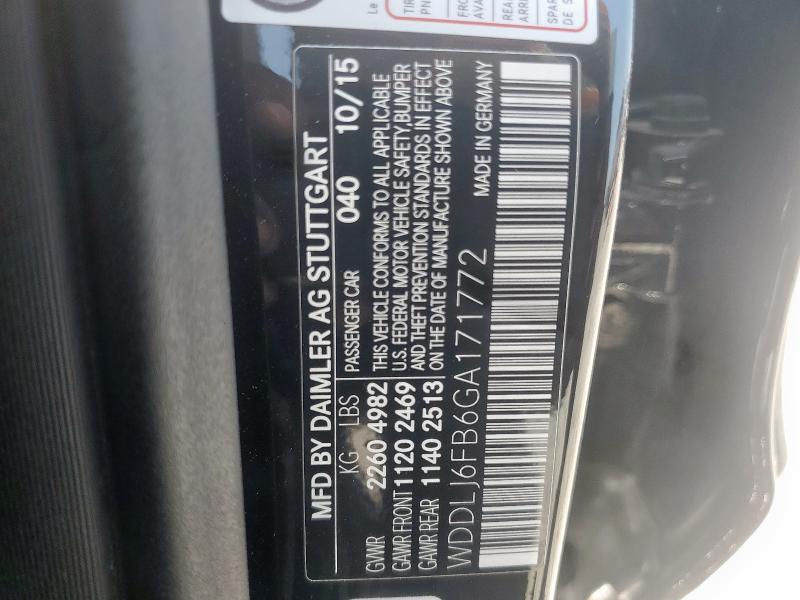 MFD BY DAIMLER AG STUTTGART
KG LBS
GVWR 2260 4982
GAWR FRONT 1120 2469
GAWR REAR 1140 2513
PASSENGER CAR 040 10/15
THIS VEHICLE CONFORMS TO ALL APPLICABLE
U.S. FEDERAL MOTOR VEHICLE SAFETY,BUMPER
AND THEFT PREVENTION STANDARDS IN EFFECT
ON THE DATE OF MANUFACTURE SHOWN ABOVE
WDDLJ6FB6GA171772
MADE IN GERMANY
Le